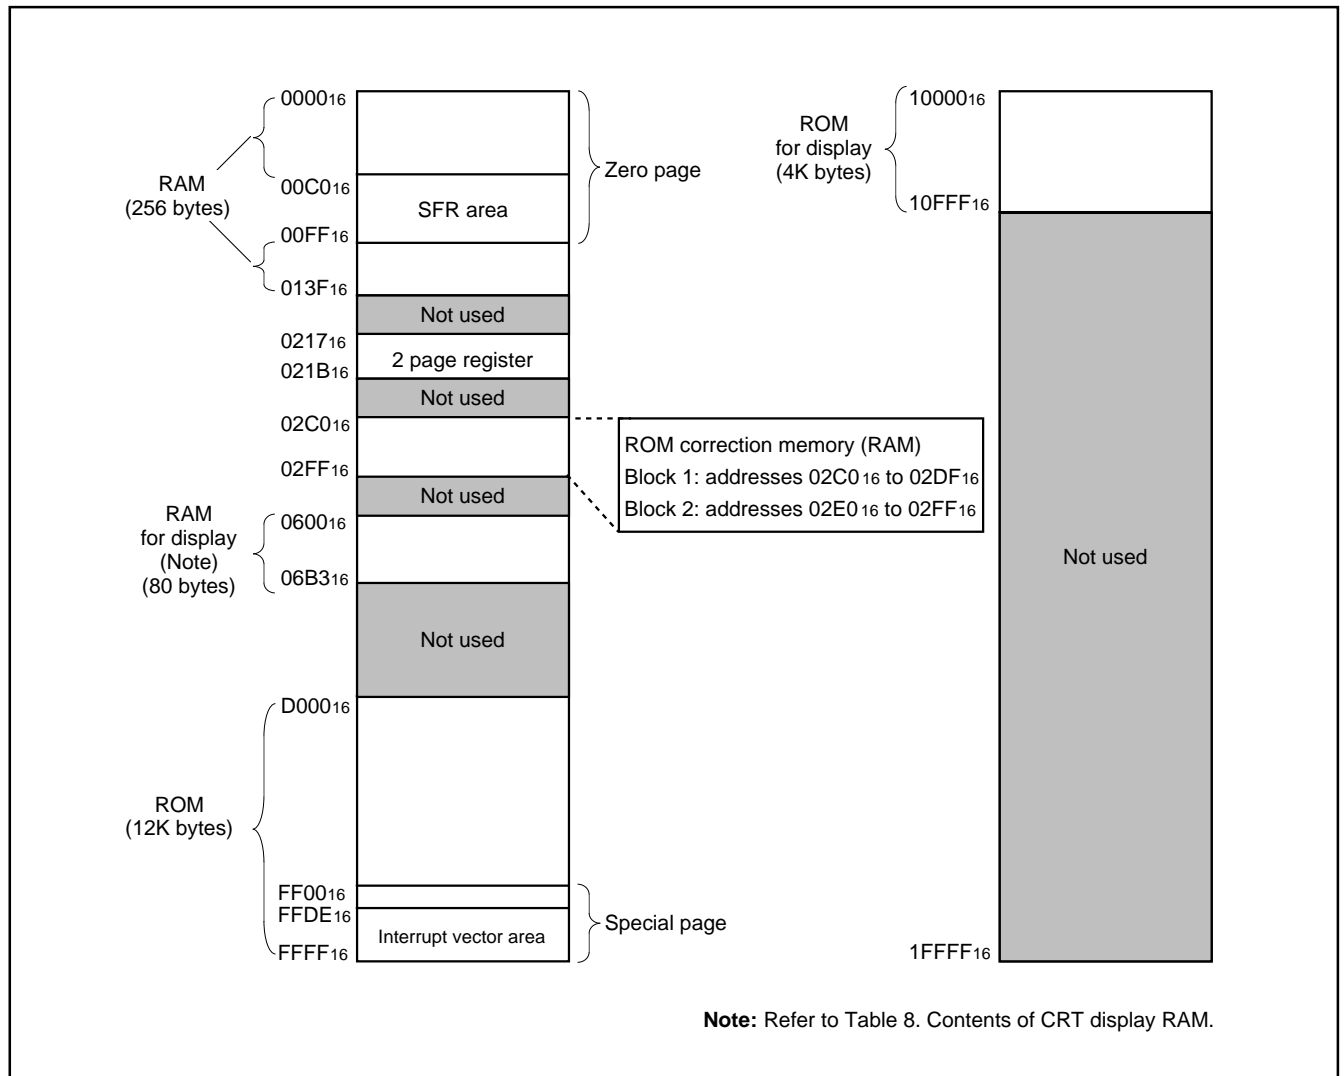 0000₁₆
RAM
(256 bytes)
00C0₁₆
SFR area
00FF₁₆
Zero page
013F₁₆
Not used
0217₁₆
2 page register
021B₁₆
Not used
02C0₁₆
02FF₁₆
ROM correction memory (RAM)
Block 1: addresses 02C0₁₆ to 02DF₁₆
Block 2: addresses 02E0₁₆ to 02FF₁₆
Not used
RAM
for display
(Note)
(80 bytes)
0600₁₆
06B3₁₆
Not used
D000₁₆
ROM
(12K bytes)
FF00₁₆
FFDE₁₆
Interrupt vector area
FFFF₁₆
Special page
10000₁₆
ROM
for display
(4K bytes)
10FFF₁₆
Not used
1FFFF₁₆
Note: Refer to Table 8. Contents of CRT display RAM.